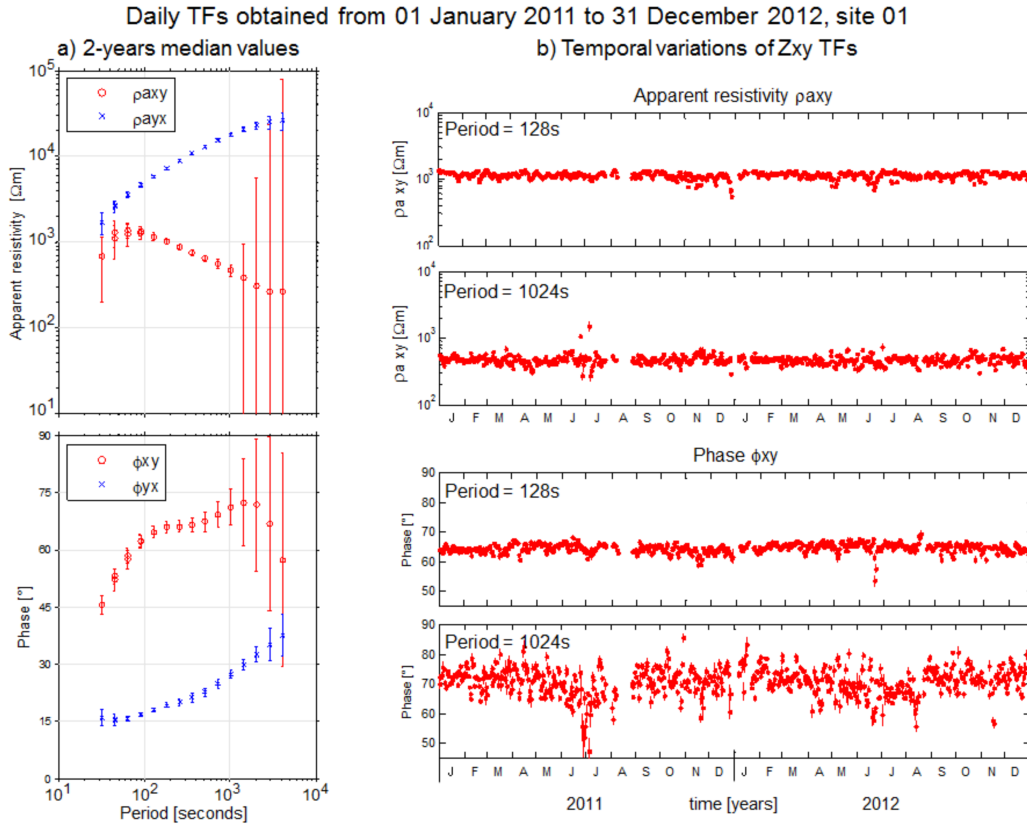 Daily TFs obtained from 01 January 2011 to 31 December 2012, site 01
a) 2-years median values
10⁵
10⁴
10³
10²
10¹
Apparent resistivity [Ωm]
ρaxy
ρayx
90
75
60
45
30
15
0
Phase [°]
ϕxy
ϕyx
10¹ 10² 10³ 10⁴
Period [seconds]
b) Temporal variations of Zxy TFs
Apparent resistivity ρaxy
Period = 128s
10⁴
10³
10²
ρa xy [Ωm]
Period = 1024s
10⁴
10³
10²
ρa xy [Ωm]
J F M A M J J A S O N D J F M A M J J A S O N D
Phase ϕxy
Period = 128s
90
80
70
60
50
Phase [°]
Period = 1024s
90
80
70
60
50
Phase [°]
J F M A M J J A S O N D J F M A M J J A S O N D
2011 time [years] 2012